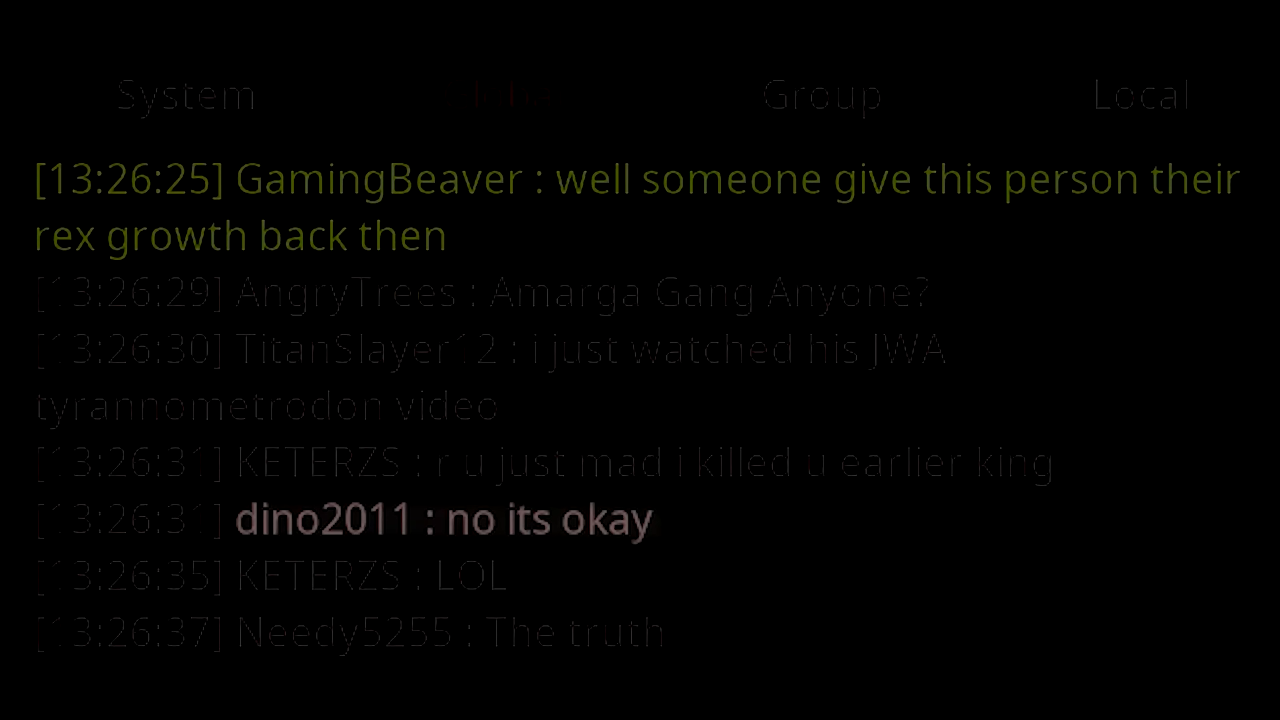 System Group Local
[13:26:25] GamingBeaver : well someone give this person their
rex growth back then
[13:26:29] AngryTrees : Amarga Gang Anyone?
[13:26:30] TitanSlayer12 : i just watched his JWA
tyrannometrodon video
[13:26:31] KETERZS : r u just mad i killed u earlier king
[13:26:31] dino2011 : no its okay
[13:26:35] KETERZS : LOL
[13:26:37] Needy5255 : The truth